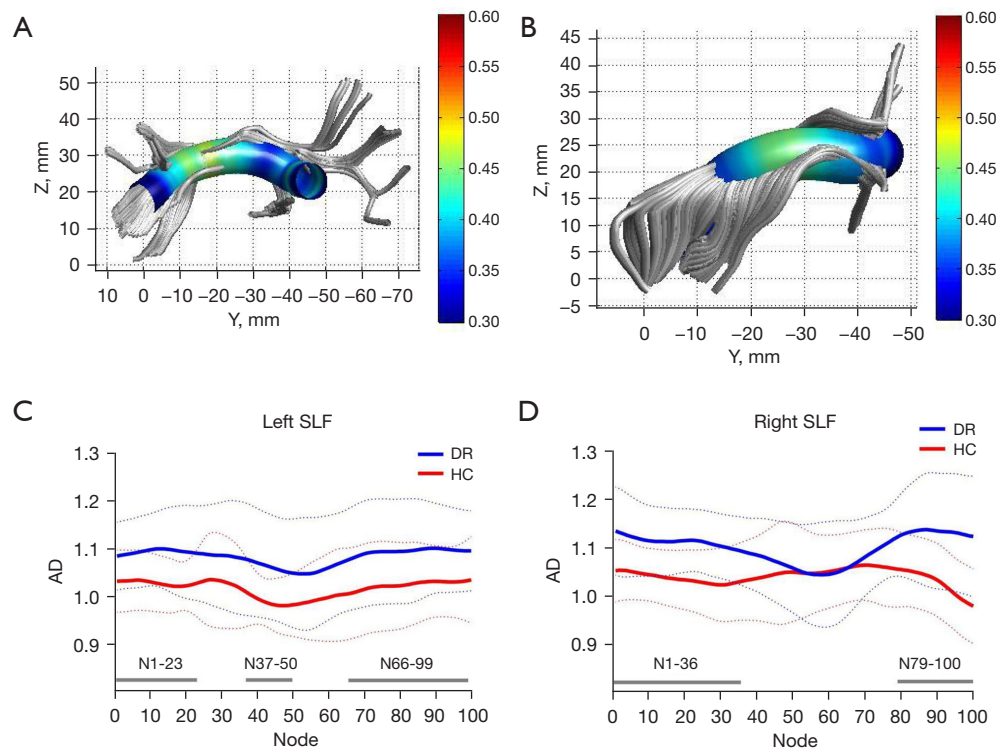 A
B
0.60
0.55
0.50
0.45
0.40
0.35
0.30
Z, mm
50
40
30
20
10
0
10 0 –10 –20 –30 –40 –50 –60 –70
Y, mm
0.60
0.55
0.50
0.45
0.40
0.35
0.30
Z, mm
45
40
35
30
25
20
15
10
5
0
–5
0 –10 –20 –30 –40 –50
Y, mm
C
Left SLF
DR
HC
AD
1.3
1.2
1.1
1.0
0.9
N1-23 N37-50 N66-99
0 10 20 30 40 50 60 70 80 90 100
Node
D
Right SLF
DR
HC
AD
1.3
1.2
1.1
1.0
0.9
N1-36 N79-100
0 10 20 30 40 50 60 70 80 90 100
Node